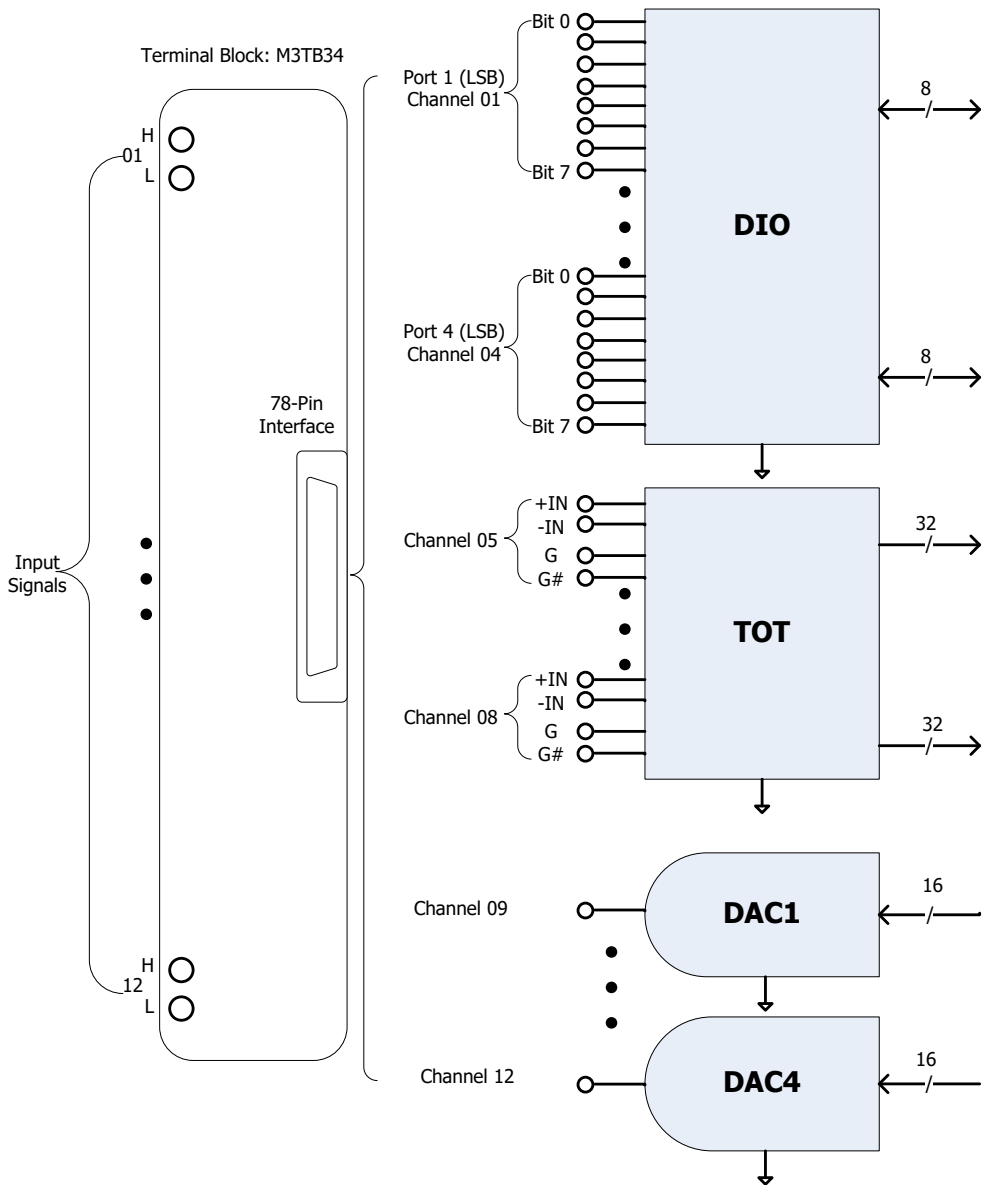 Terminal Block: M3TB34
H
01
L
Input
Signals
78-Pin
Interface
H
12
L
Bit 0
Port 1 (LSB)
Channel 01
Bit 7
Bit 0
Port 4 (LSB)
Channel 04
Bit 7
DIO
8
8
+IN
-IN
Channel 05
G
G#
+IN
-IN
Channel 08
G
G#
TOT
32
32
Channel 09
DAC1
16
Channel 12
DAC4
16